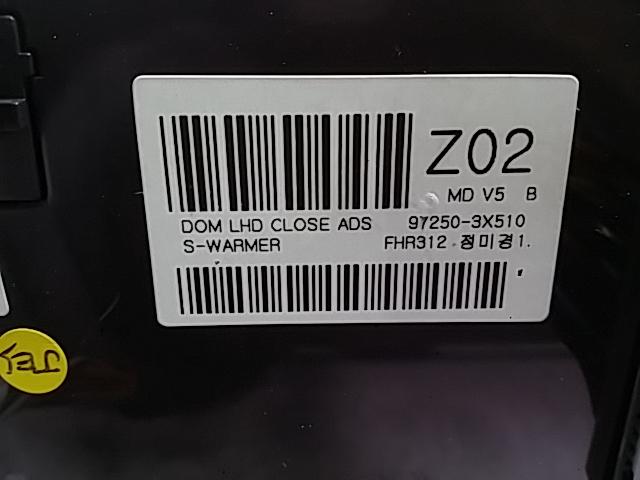 Z02
MD V5 B
DOM LHD CLOSE ADS 97250-3X510
S-WARMER FHR312 정미경1.